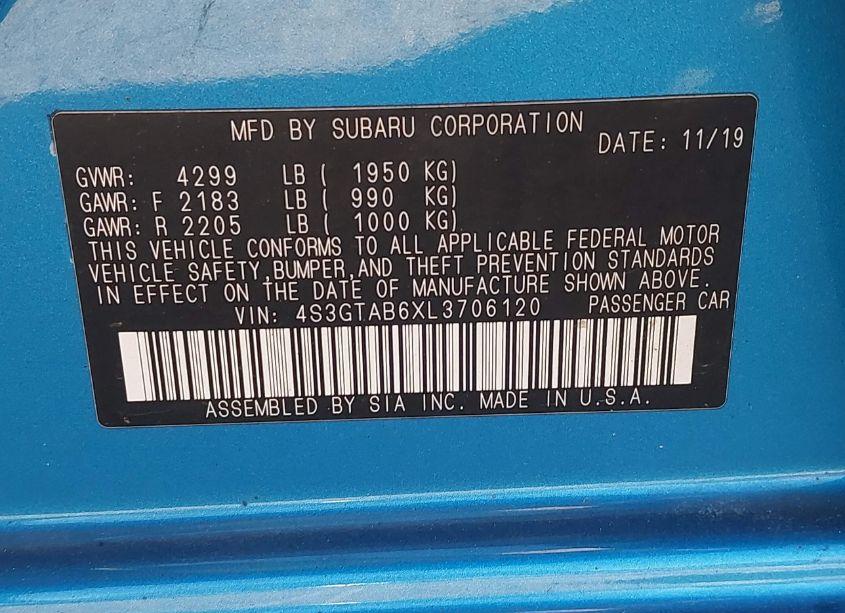 MFD BY SUBARU CORPORATION DATE: 11/19
GVWR: 4299 LB ( 1950 KG)
GAWR: F 2183 LB ( 990 KG)
GAWR: R 2205 LB ( 1000 KG)
THIS VEHICLE CONFORMS TO ALL APPLICABLE FEDERAL MOTOR
VEHICLE SAFETY,BUMPER,AND THEFT PREVENTION STANDARDS
IN EFFECT ON THE DATE OF MANUFACTURE SHOWN ABOVE.
VIN: 4S3GTAB6XL3706120 PASSENGER CAR
ASSEMBLED BY SIA INC. MADE IN U.S.A.